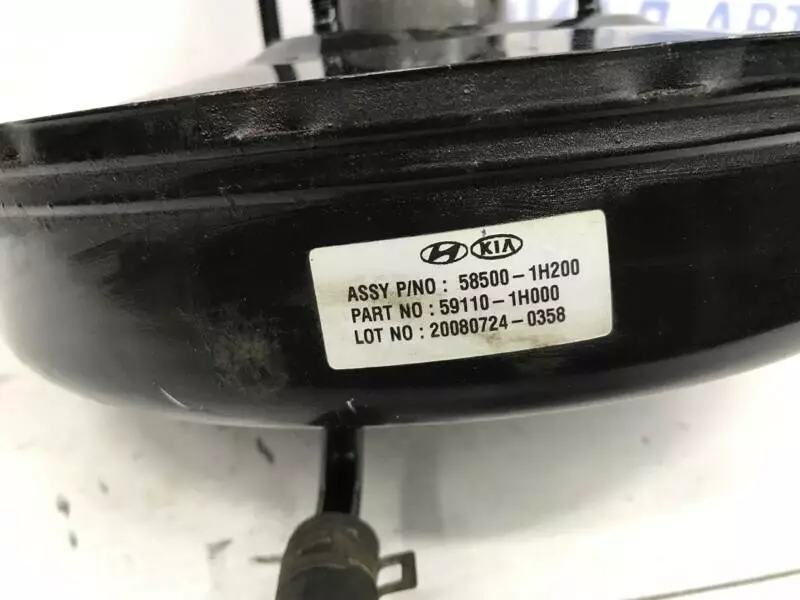 KIA
ASSY P/NO : 58500-1H200
PART NO : 59110-1H000
LOT NO : 20080724-0358